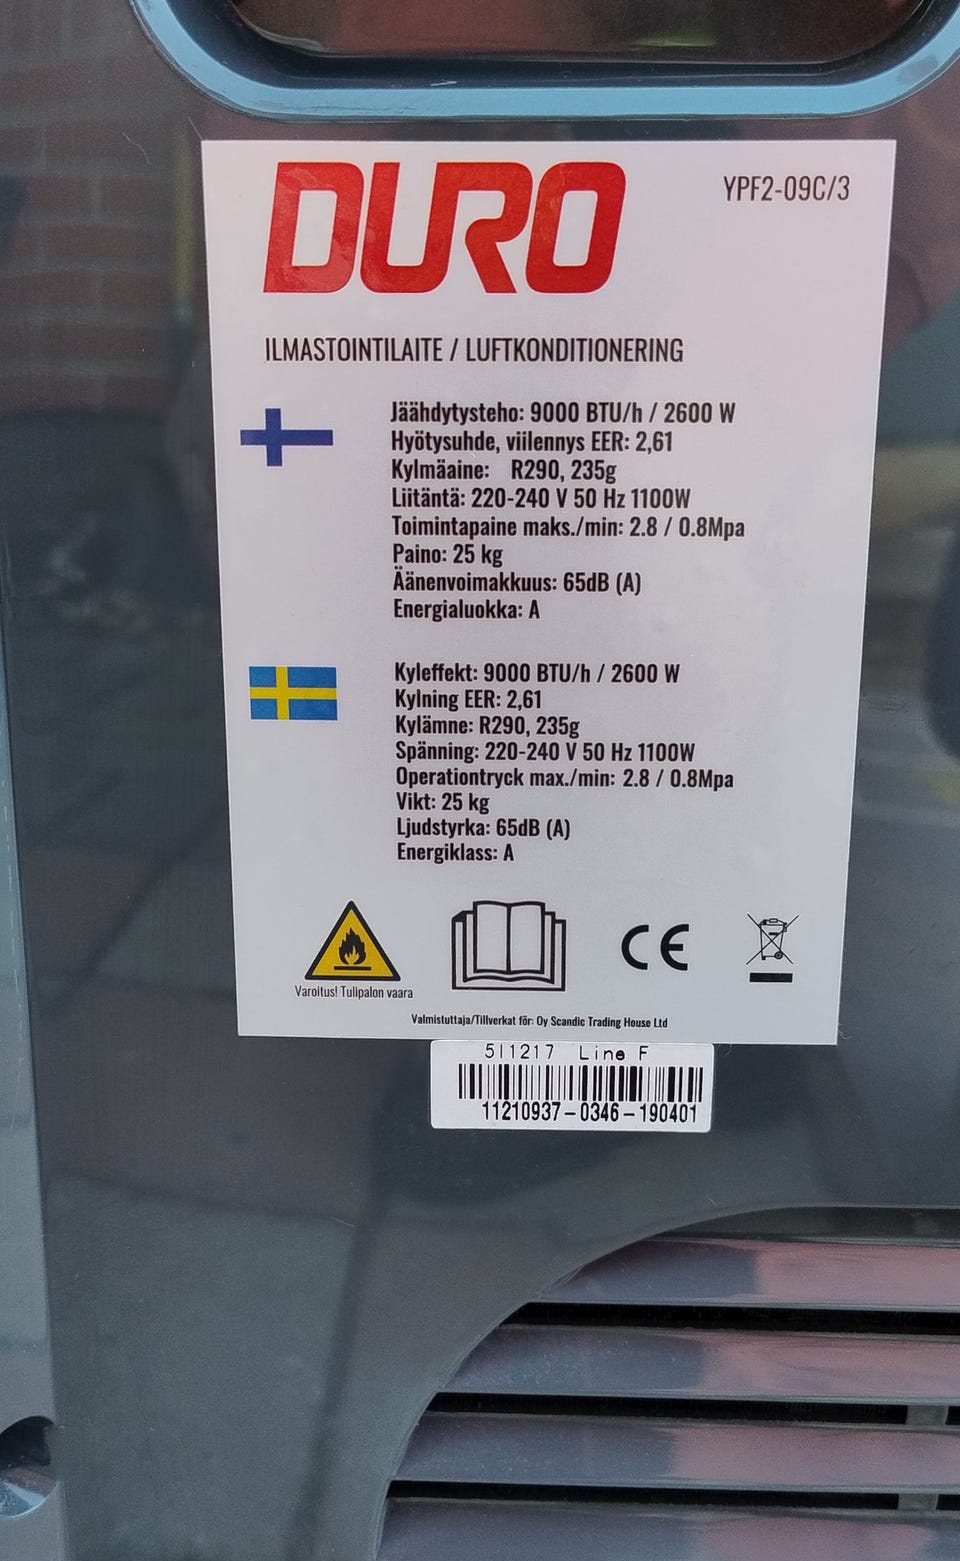 DURO
YPF2-09C/3
ILMASTOINTILAITE / LUFTKONDITIONERING
Jäähdytysteho: 9000 BTU/h / 2600 W
Hyötysuhde, viilennys EER: 2,61
Kylmäaine: R290, 235g
Liitäntä: 220-240 V 50 Hz 1100W
Toimintapaine maks./min: 2.8 / 0.8Mpa
Paino: 25 kg
Äänenvoimakkuus: 65dB (A)
Energialuokka: A
Kyleffekt: 9000 BTU/h / 2600 W
Kylning EER: 2,61
Kylämne: R290, 235g
Spänning: 220-240 V 50 Hz 1100W
Operationtryck max./min: 2.8 / 0.8Mpa
Vikt: 25 kg
Ljudstyrka: 65dB (A)
Energiklass: A
CE
Varoitus! Tulipalon vaara
Valmistuttaja/Tillverkat för: Oy Scandic Trading House Ltd
511217 Line F
11210937-0346-190401